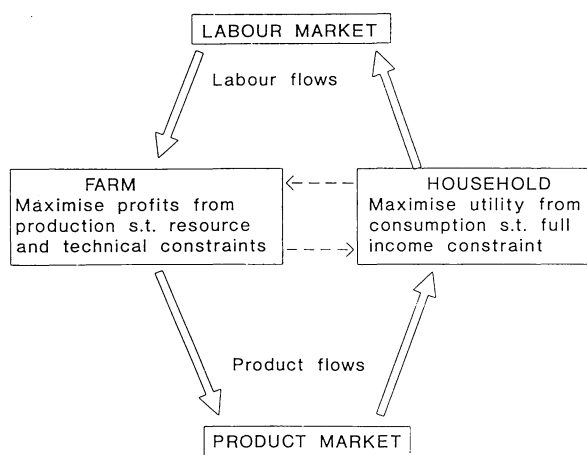 LABOUR MARKET
Labour flows
FARM
Maximise profits from
production s.t. resource
and technical constraints
HOUSEHOLD
Maximise utility from
consumption s.t. full
income constraint
Product flows
PRODUCT MARKET